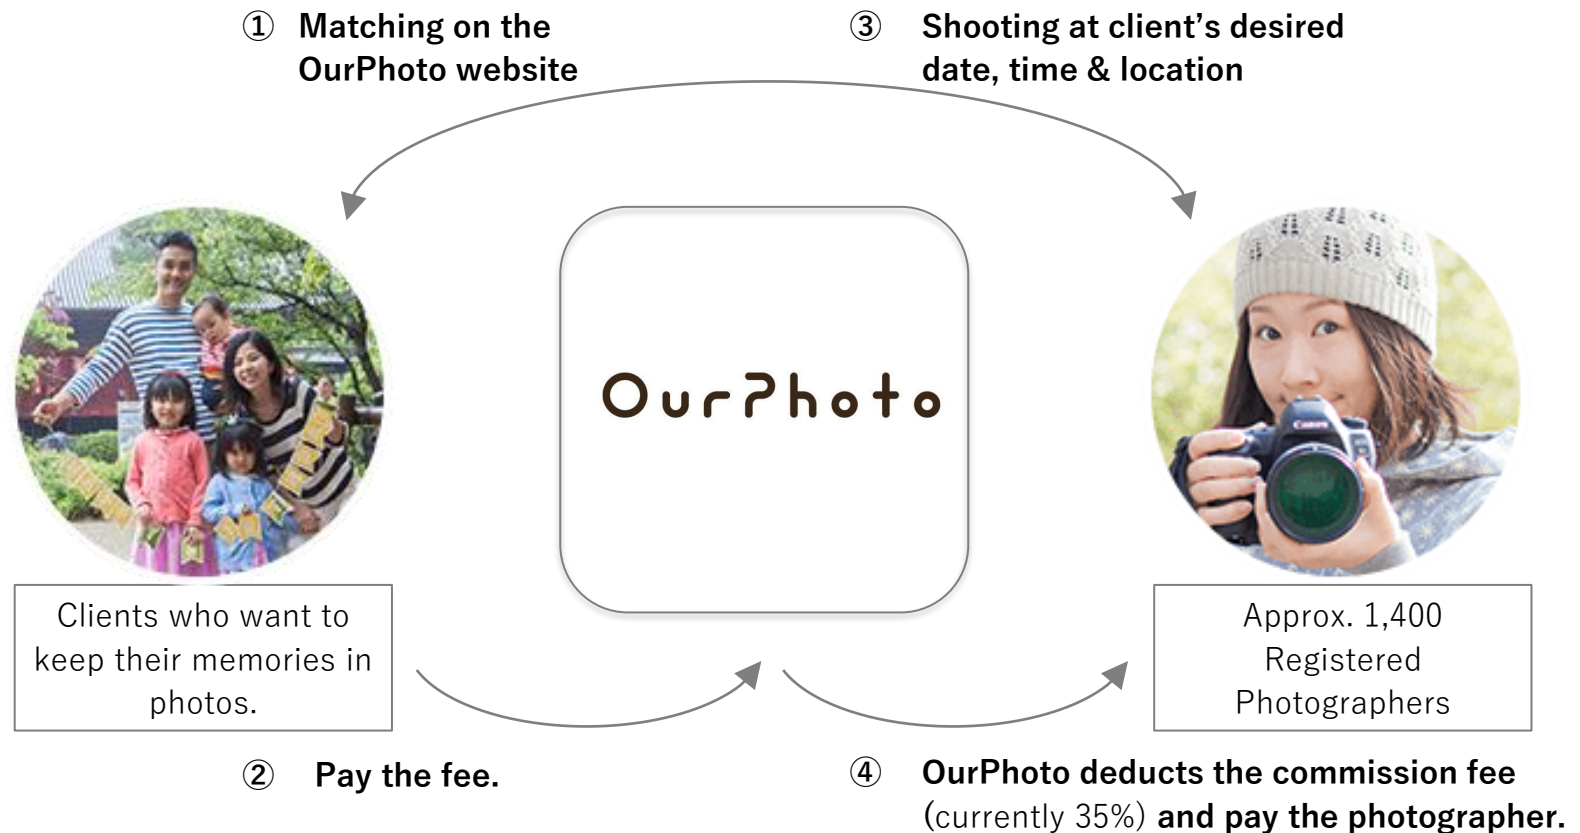 ① Matching on the
OurPhoto website
③ Shooting at client’s desired
date, time & location
OurPhoto
Canon
Clients who want to
keep their memories in
photos.
Approx. 1,400
Registered
Photographers
② Pay the fee.
④ OurPhoto deducts the commission fee
(currently 35%) and pay the photographer.